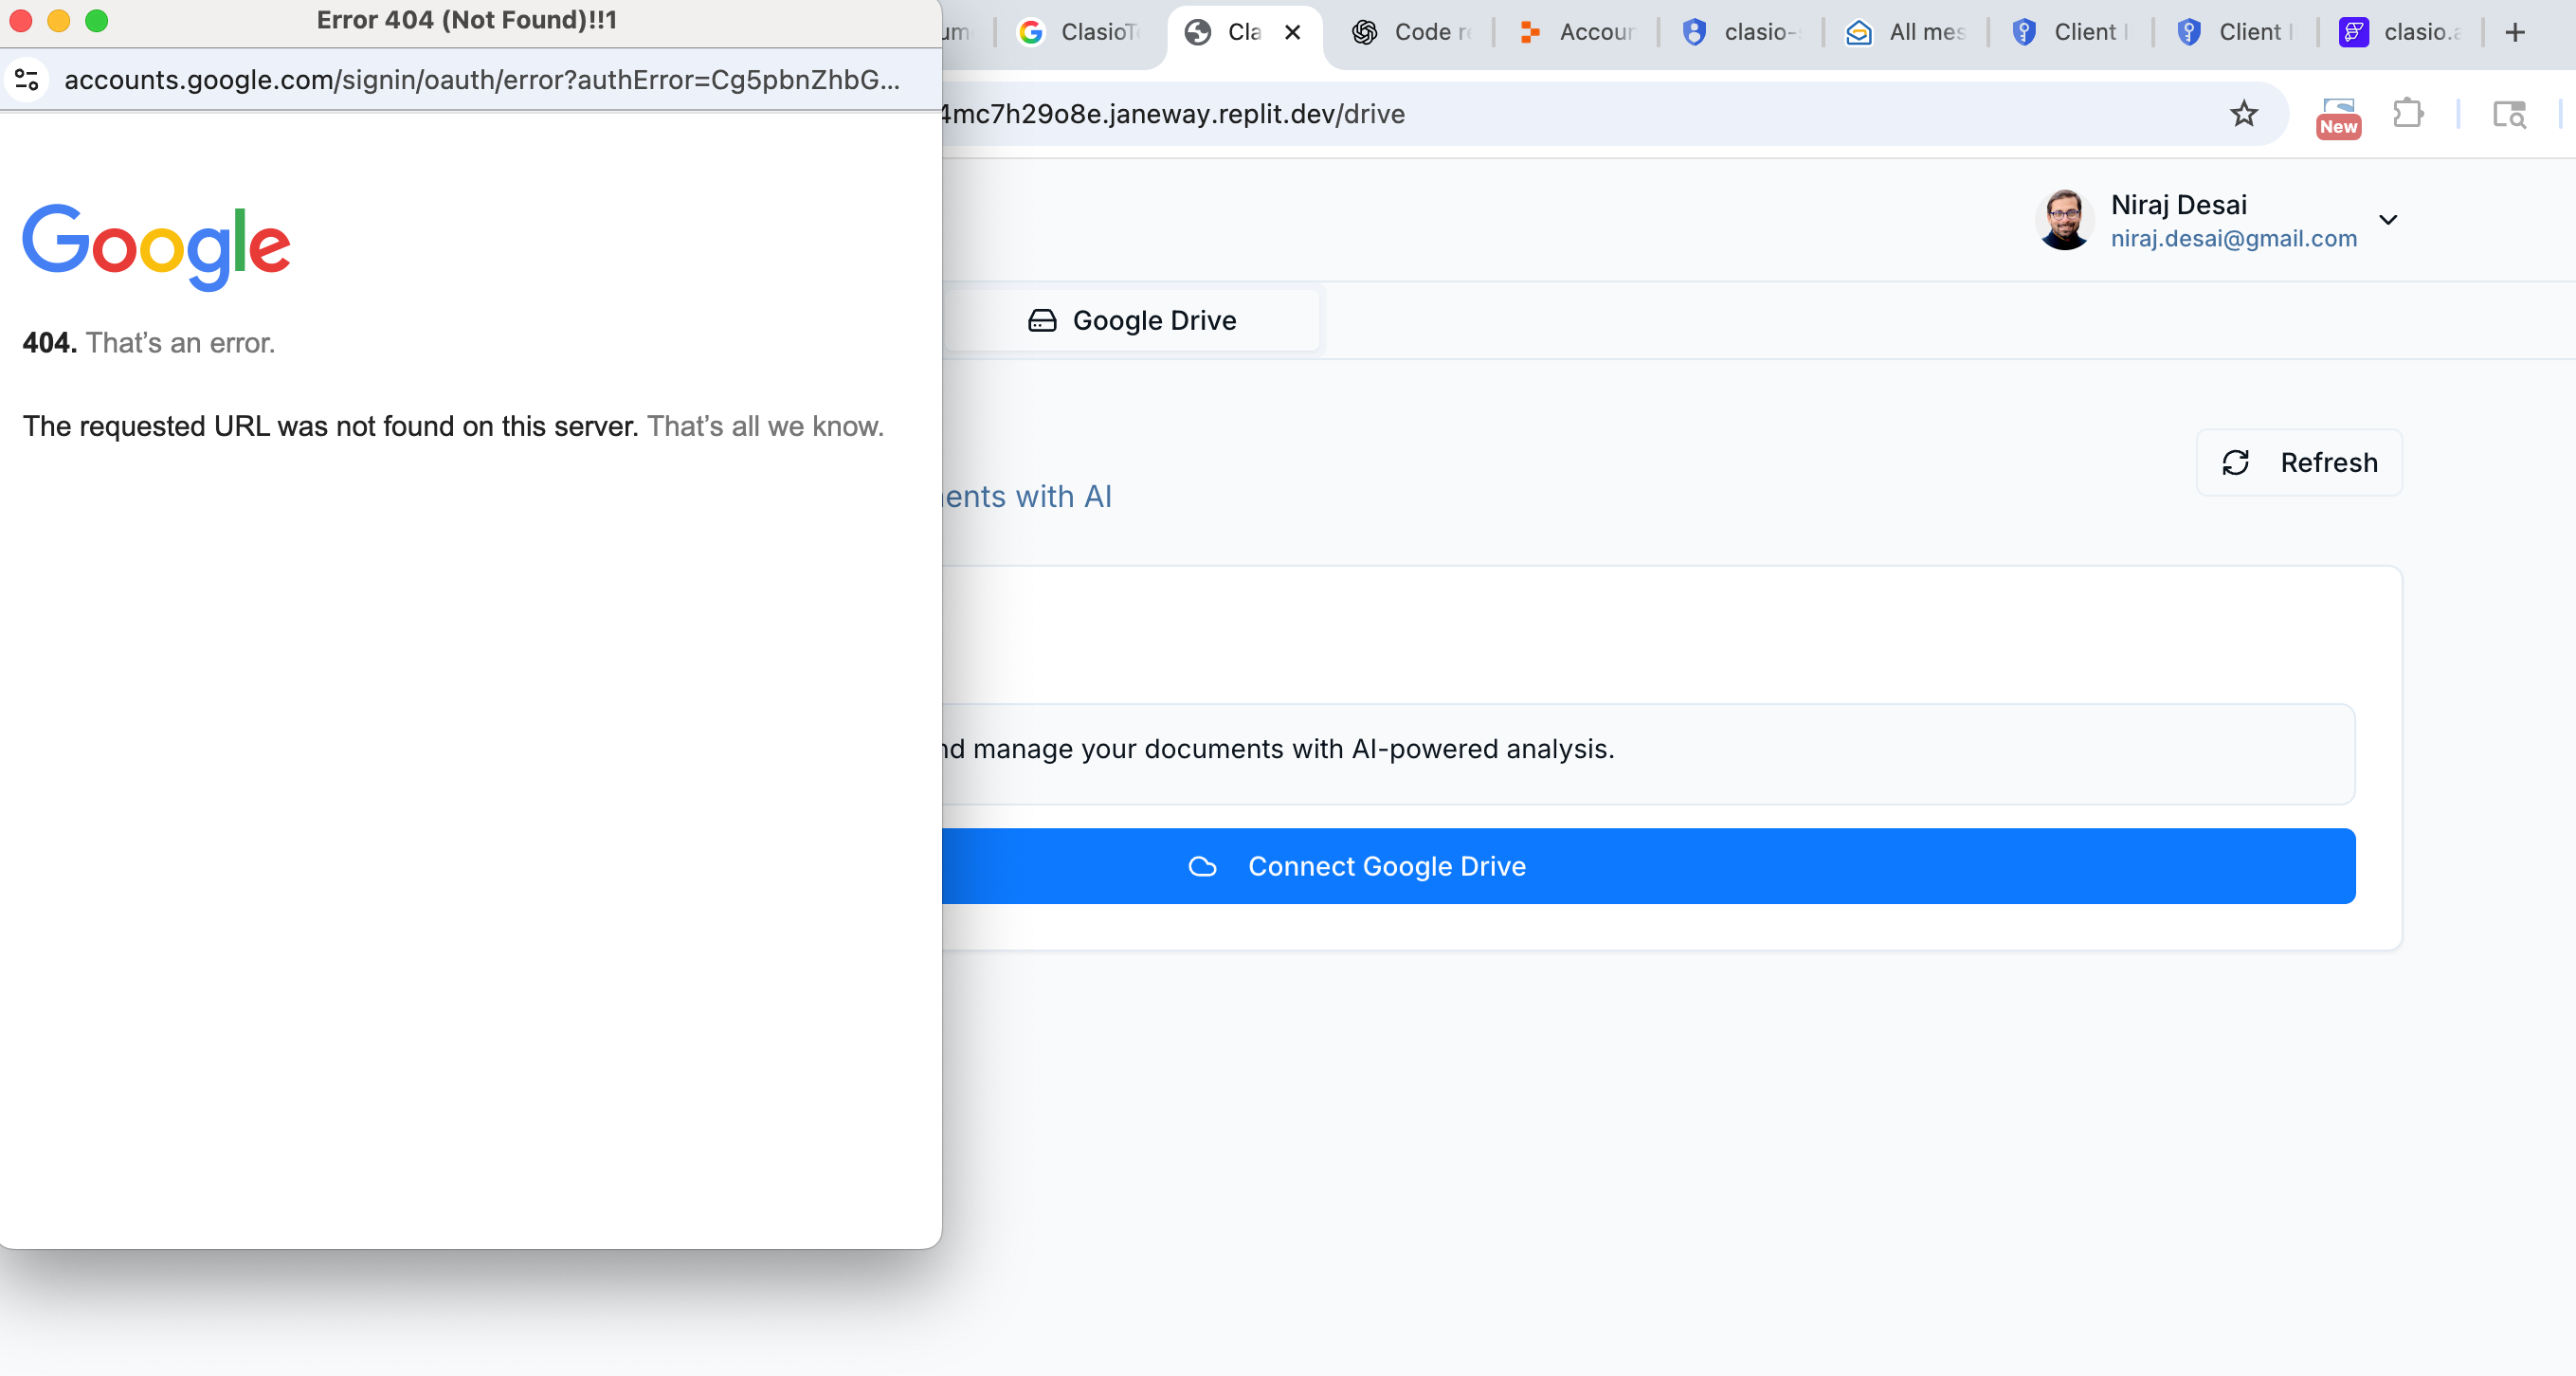 Error 404 (Not Found)!!1
accounts.google.com/signin/oauth/error?authError=Cg5pbnZhbG...
Google
404. That's an error.
The requested URL was not found on this server. That's all we know.
ClasioT
Cla
Code r
Accoun
clasio-
All mes
Client
Client
clasio.a
4mc7h29o8e.janeway.replit.dev/drive
New
Niraj Desai
niraj.desai@gmail.com
Google Drive
ents with AI
Refresh
nd manage your documents with AI-powered analysis.
Connect Google Drive